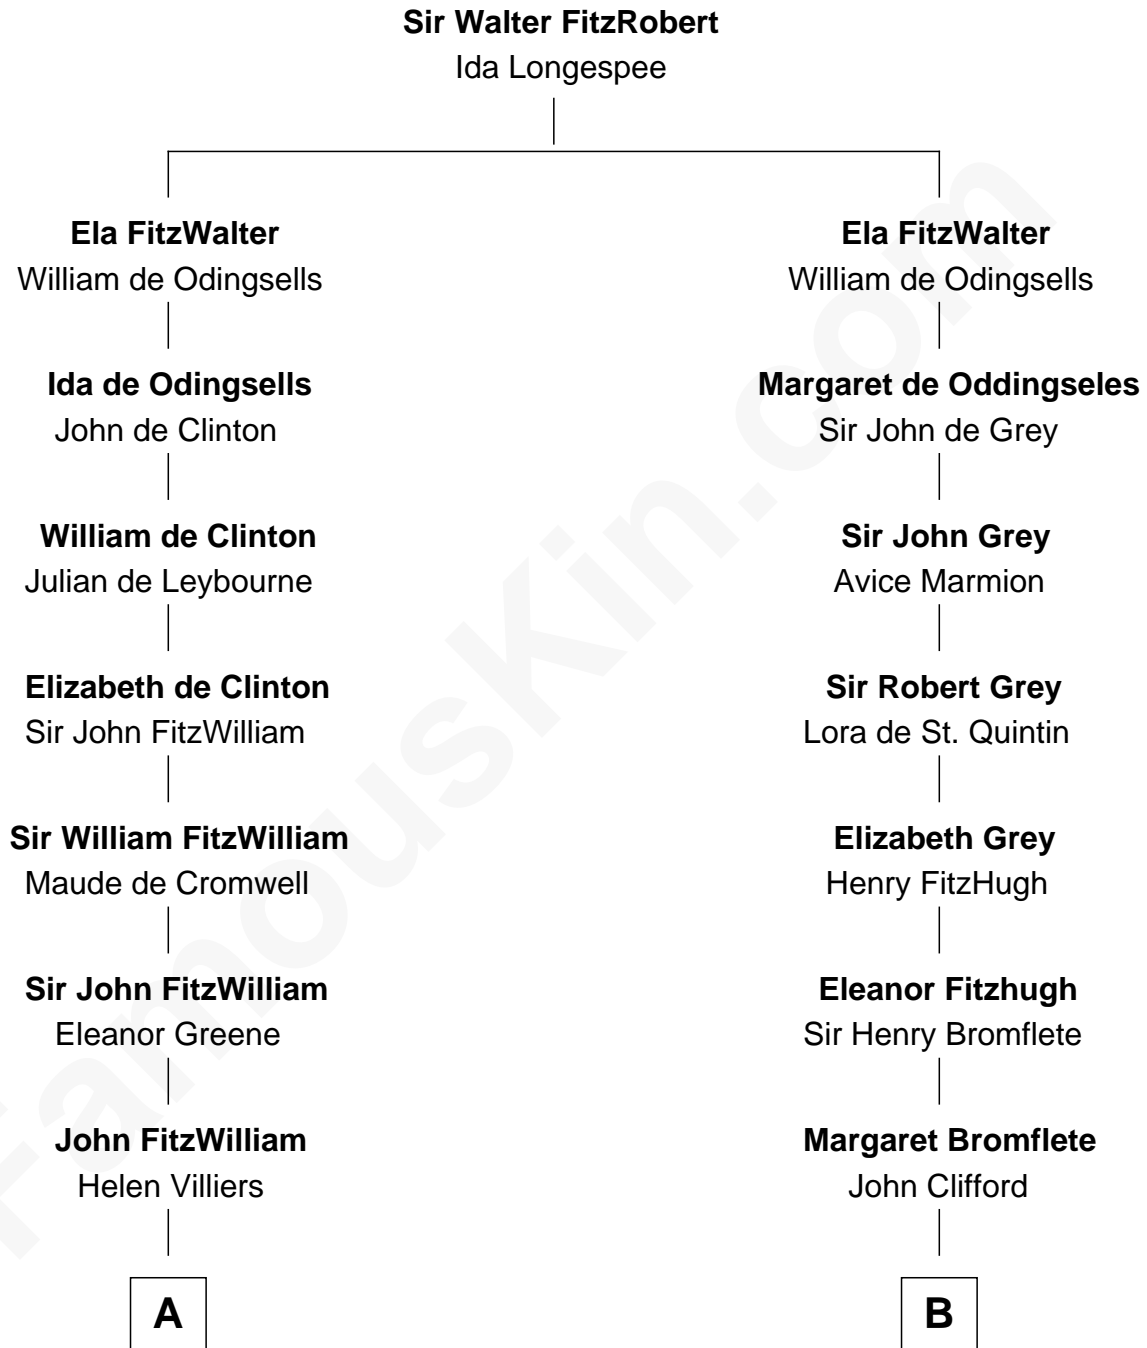 Sir Walter FitzRobert
Ida Longespee
Ela FitzWalter
William de Odingsells
Ela FitzWalter
William de Odingsells
Ida de Odingsells
John de Clinton
Margaret de Oddingseles
Sir John de Grey
William de Clinton
Julian de Leybourne
Sir John Grey
Avice Marmion
Elizabeth de Clinton
Sir John FitzWilliam
Sir Robert Grey
Lora de St. Quintin
Sir William FitzWilliam
Maude de Cromwell
Elizabeth Grey
Henry FitzHugh
Sir John FitzWilliam
Eleanor Greene
Eleanor Fitzhugh
Sir Henry Bromflete
John FitzWilliam
Helen Villiers
Margaret Bromflete
John Clifford
A
B
FamousKin.com